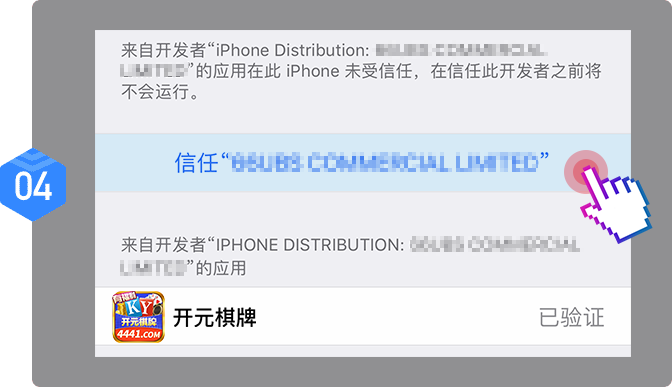 来自开发者“iPhone Distribution:
”的应用在此 iPhone 未受信任，在信任此开发者之前将
不会运行。
信任“ COMMERCIAL LIMITED”
04
来自开发者“IPHONE DISTRIBUTION:
”的应用
KY
开元棋牌
4441.COM
开元棋牌
已验证